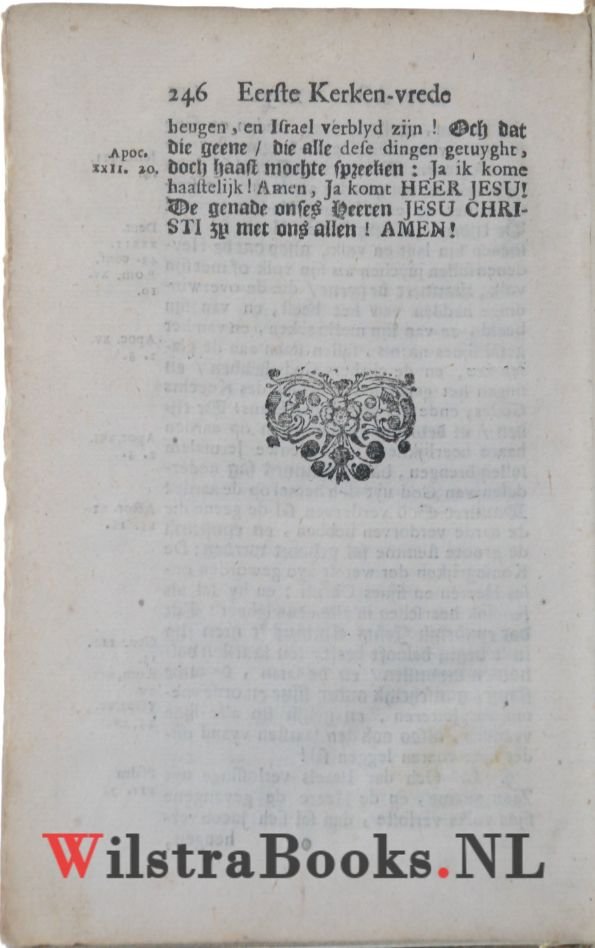 246 Eerste Kerken-vrede
heugen, en Israel verblyd zijn! Och dat
die geene / die alle dese dingen getuyght,
Apoc. XXII. 20. doch haast mochte spreeken: Ja ik kome
haastelijk! Amen, Ja komt HEER JESU!
De genade onses Heeren JESU CHRI-
STI zy met ons allen! AMEN!
WilstraBooks.NL